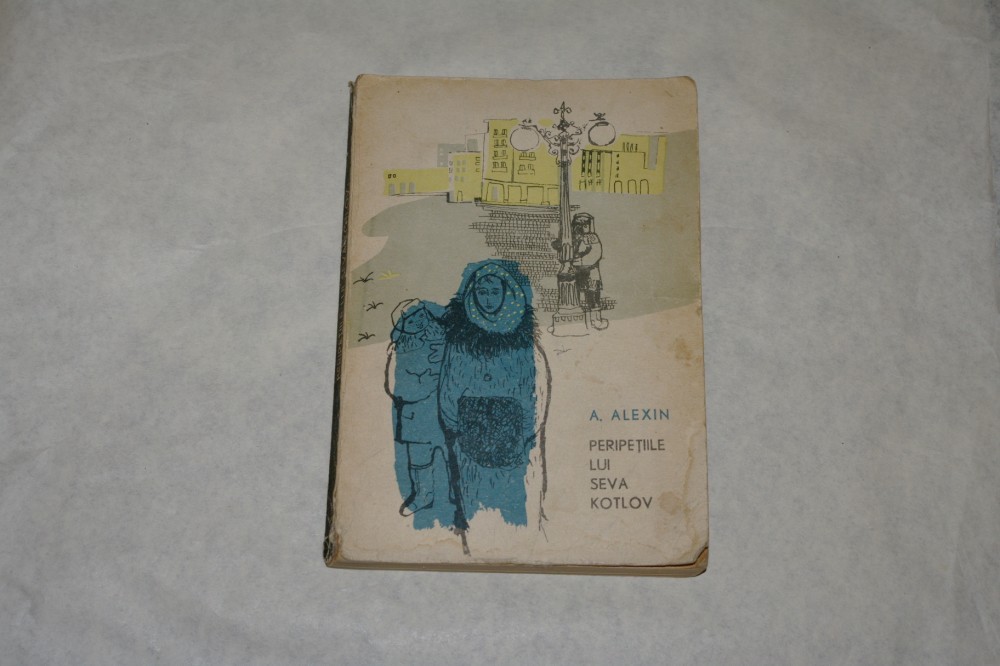 A. ALEXIN
PERIPEȚIILE
LUI
SEVA
KOTLOV